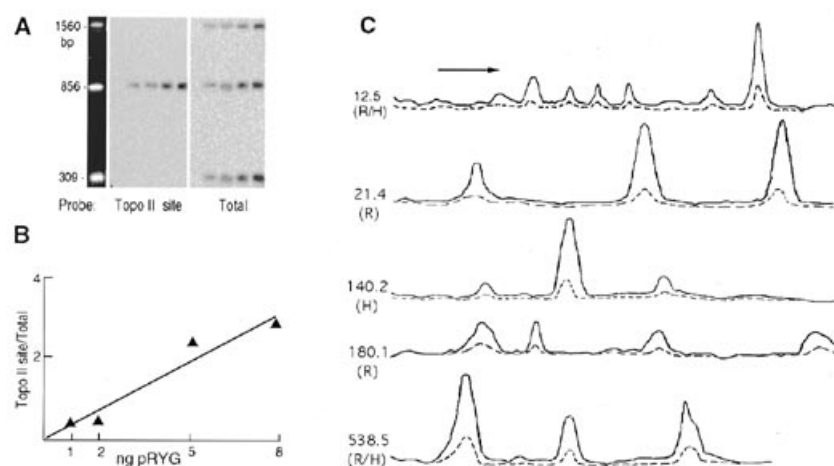 A
1560
bp
856
309
Probe: Topo II site Total
B
Topo II site/Total
4
2
1 2 5 8
ng pRYG
C
12.5
(R/H)
21.4
(R)
140.2
(H)
180.1
(R)
538.5
(R/H)